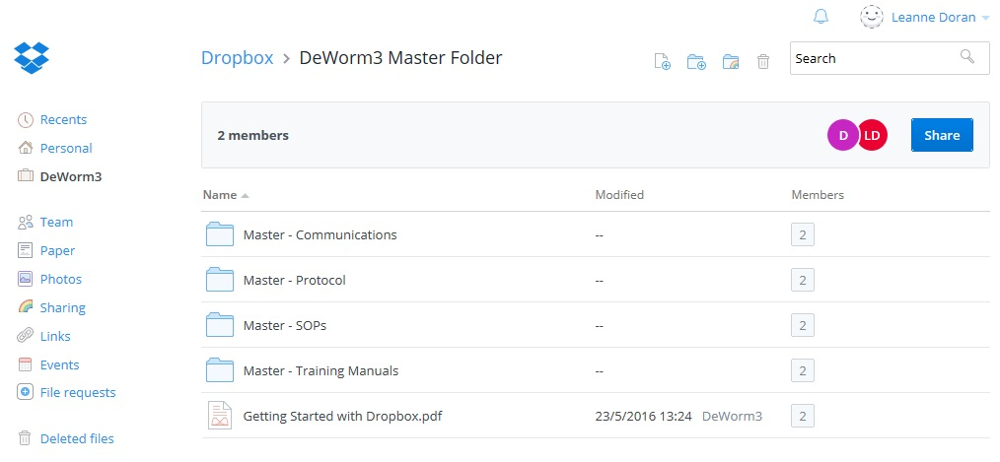 Leanne Doran
Dropbox > DeWorm3 Master Folder
Search
Recents
Personal
DeWorm3
Team
Paper
Photos
Sharing
Links
Events
File requests
Deleted files
2 members
D LD
Share
Name Modified Members
Master - Communications -- 2
Master - Protocol -- 2
Master - SOPs -- 2
Master - Training Manuals -- 2
Getting Started with Dropbox.pdf 23/5/2016 13:24 DeWorm3 2